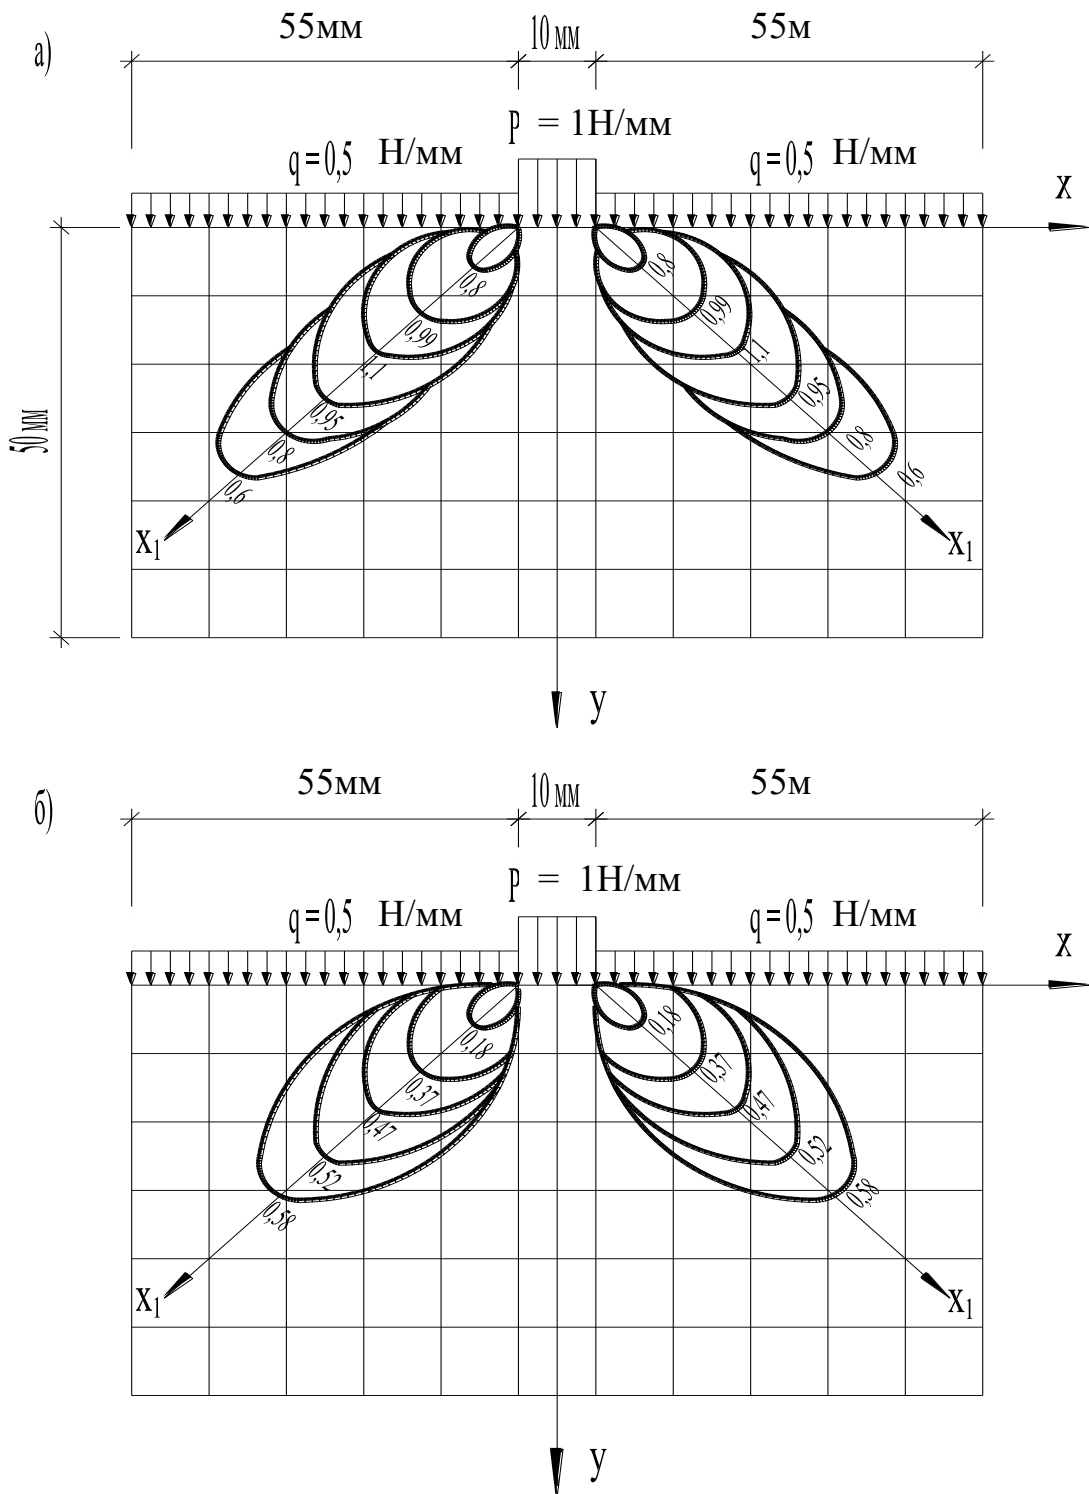 а)
55мм 10 мм 55м
P = 1Н/мм
q = 0,5 Н/мм q = 0,5 Н/мм
x
0,8 0,8
0,99 0,99
1,1 1,1
0,95 0,95
0,8 0,8
0,6 0,6
50 мм
x1 x1
y
б)
55мм 10 мм 55м
P = 1Н/мм
q = 0,5 Н/мм q = 0,5 Н/мм
x
0,18 0,18
0,37 0,37
0,47 0,47
0,52 0,52
0,58 0,58
x1 x1
y